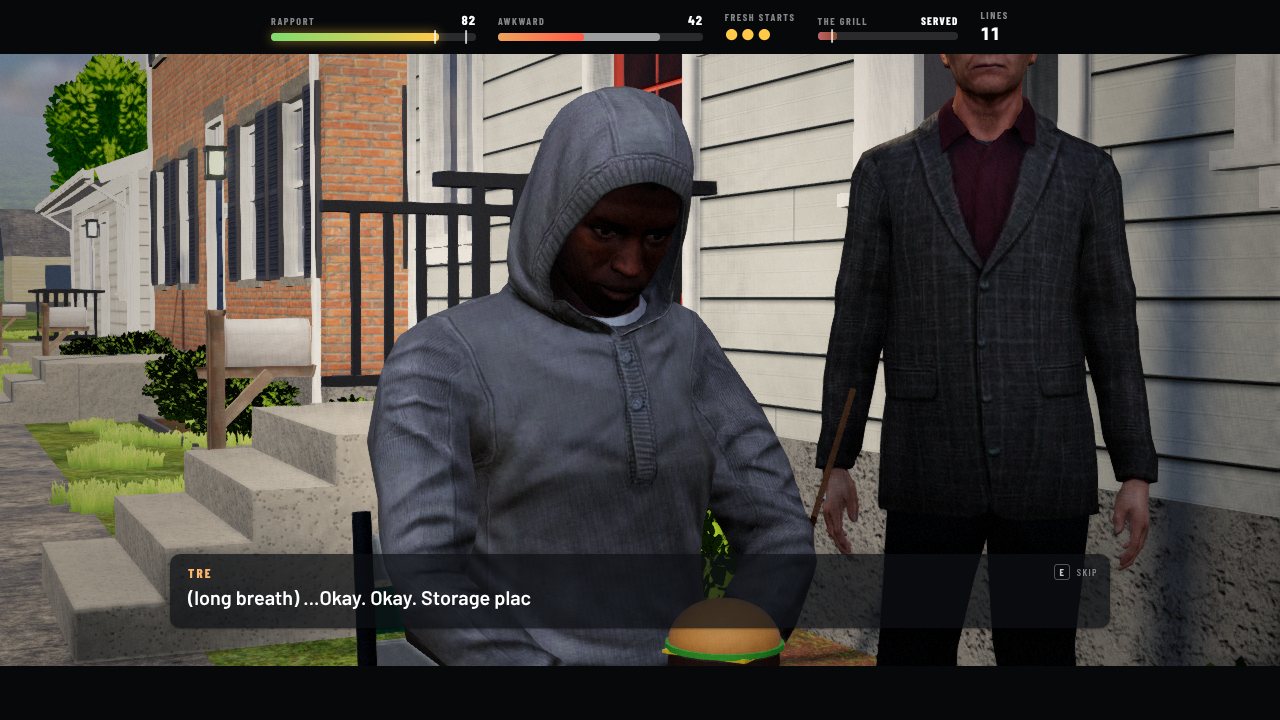 RAPPORT 82 AWKWARD 42 FRESH STARTS THE GRILL SERVED LINES
11
TRE
E SKIP
(long breath) ...Okay. Okay. Storage plac